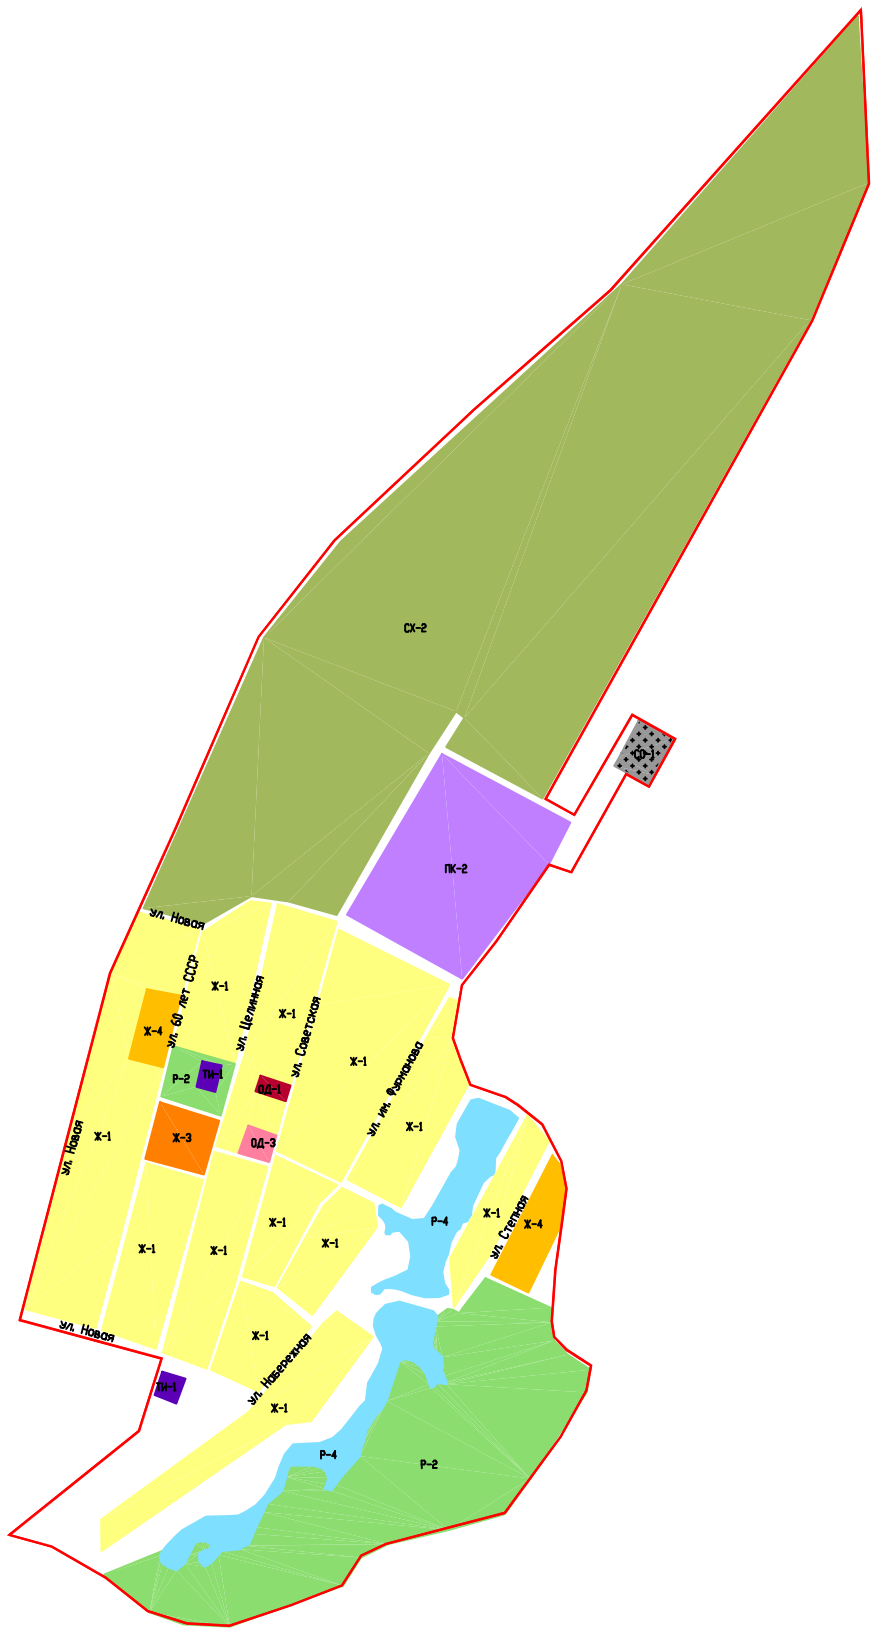 СХ-2
СО-1
ПК-2
ул. Новая
Ж-1
ул. 60 лет СССР
ул. Целинная
Ж-1
ул. Советская
Ж-4
Ж-1
ул. им. Фурманова
Р-2
ТИ-1
ОД-1
Ж-1
Ж-1
ул. Новая
Ж-3
ОД-3
Ж-1
Р-4
Ж-1
ул. Степная
Ж-4
Ж-1
Ж-1
Ж-1
ул. Новая
Ж-1
ул. Набережная
ТИ-1
Ж-1
Р-4
Р-2